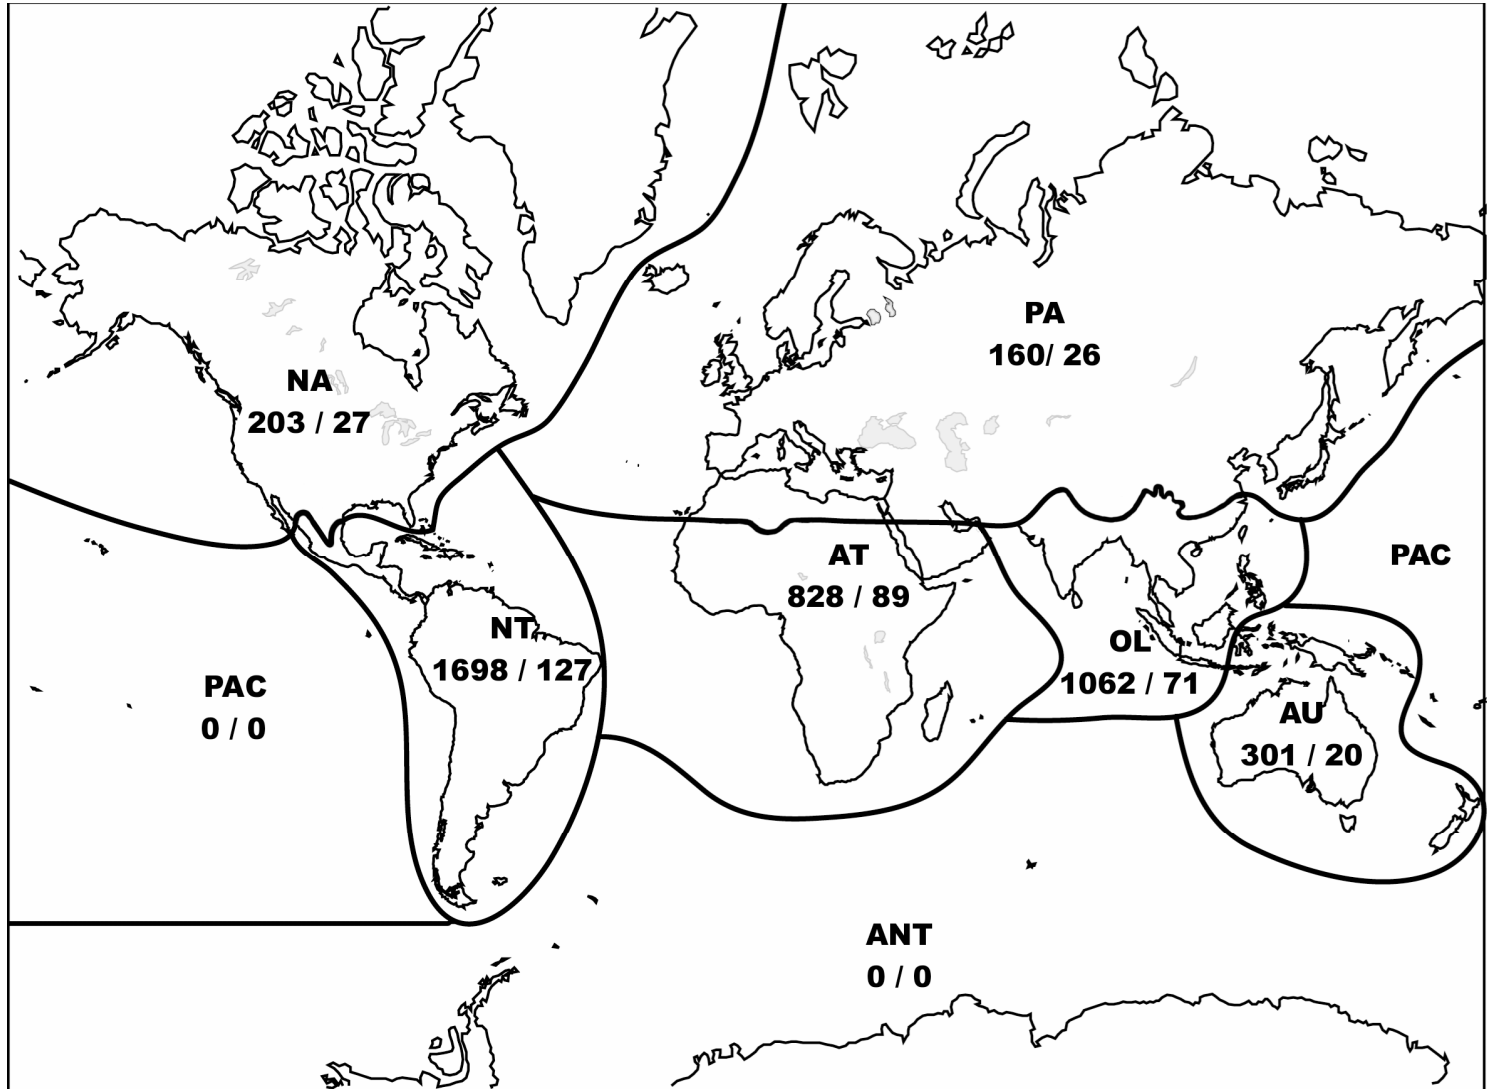 PA
160/ 26
NA
203 / 27
AT
828 / 89
PAC
NT
1698 / 127
OL
1062 / 71
PAC
0 / 0
AU
301 / 20
ANT
0 / 0